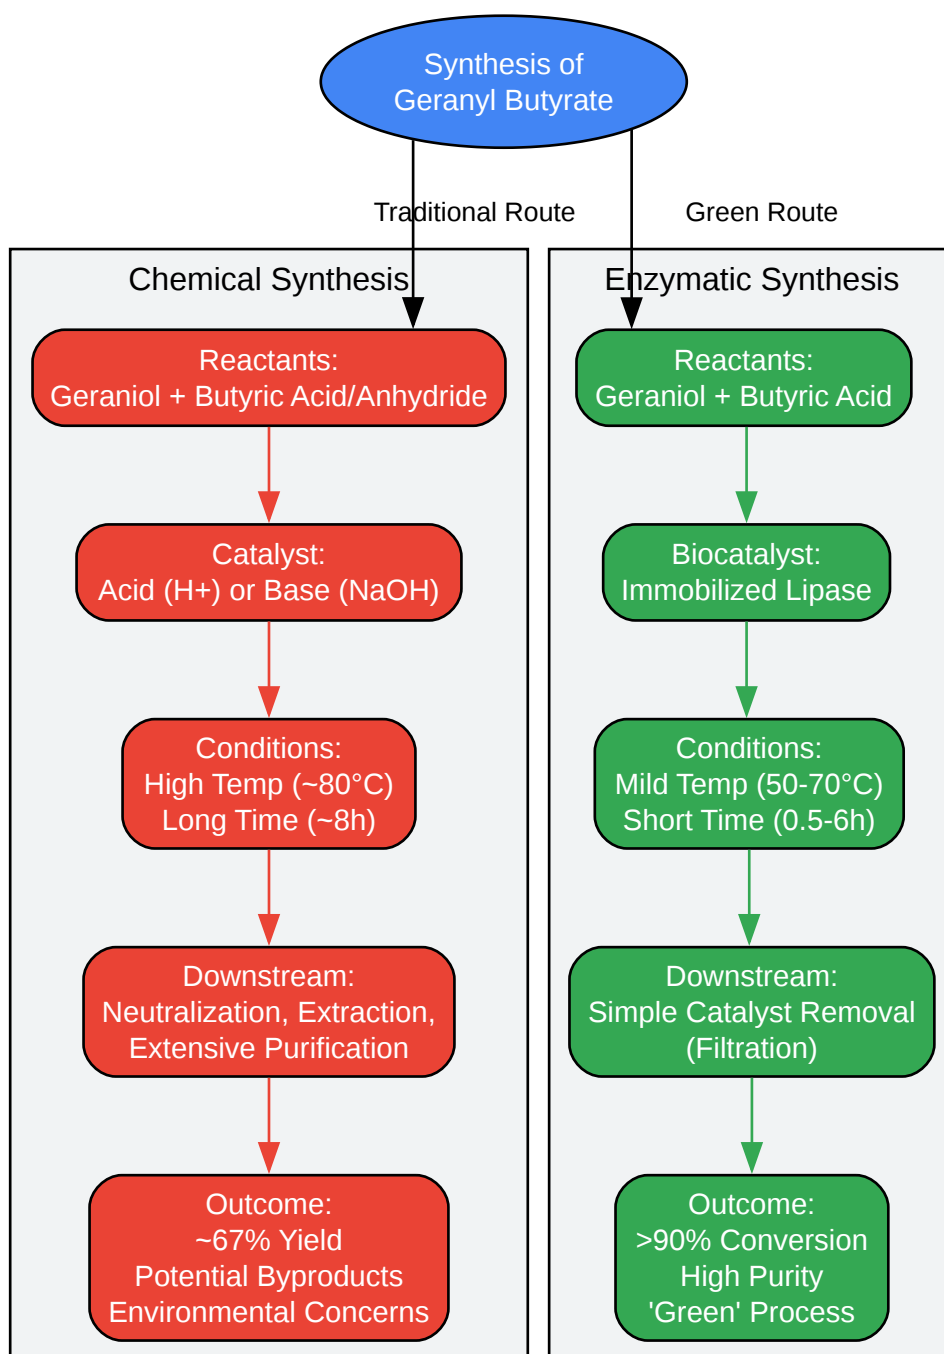 Synthesis of
Geranyl Butyrate
Traditional Route
Green Route
Chemical Synthesis
Reactants:
Geraniol + Butyric Acid/Anhydride
Catalyst:
Acid (H+) or Base (NaOH)
Conditions:
High Temp (~80°C)
Long Time (~8h)
Downstream:
Neutralization, Extraction,
Extensive Purification
Outcome:
~67% Yield
Potential Byproducts
Environmental Concerns
Enzymatic Synthesis
Reactants:
Geraniol + Butyric Acid
Biocatalyst:
Immobilized Lipase
Conditions:
Mild Temp (50-70°C)
Short Time (0.5-6h)
Downstream:
Simple Catalyst Removal
(Filtration)
Outcome:
>90% Conversion
High Purity
'Green' Process